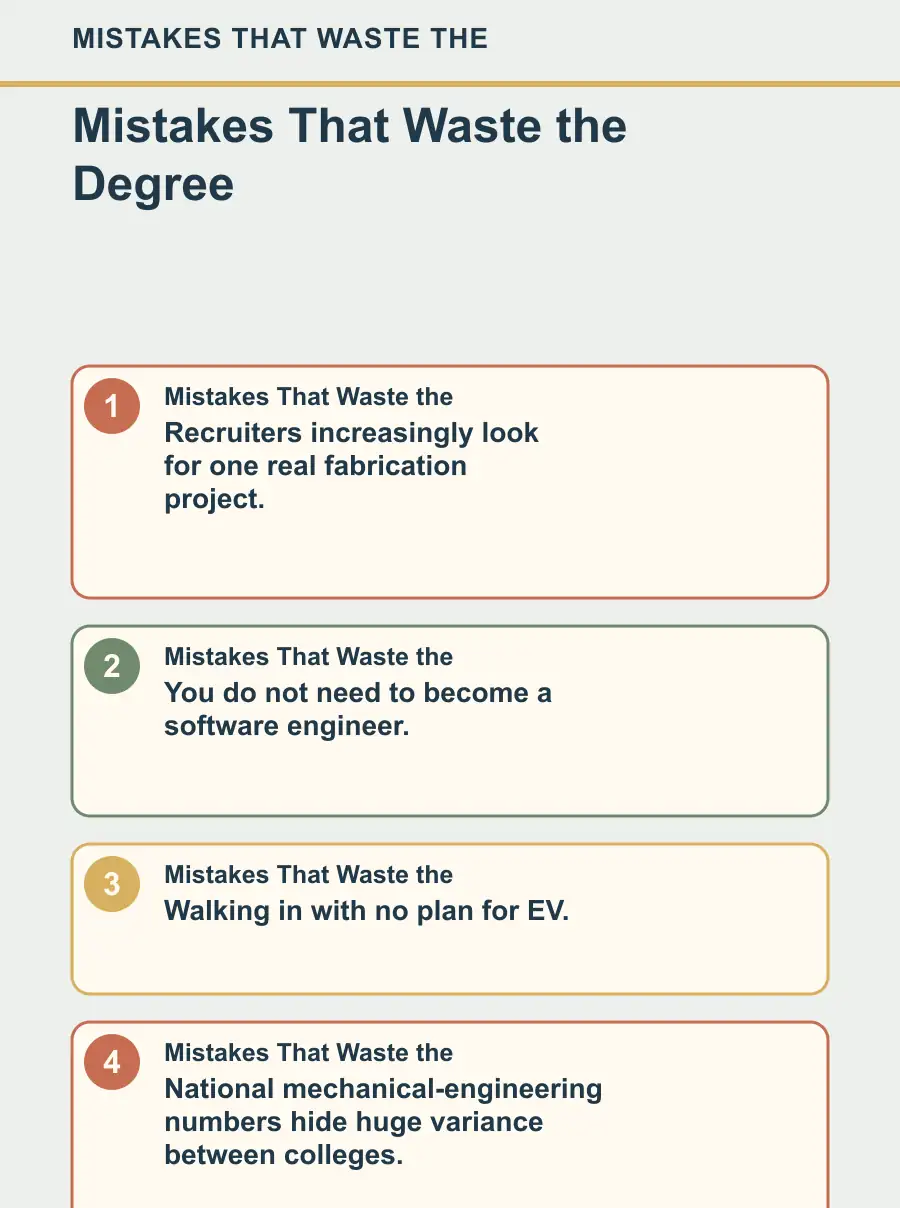 MISTAKES THAT WASTE THE
Mistakes That Waste the
Degree
1
Mistakes That Waste the
Recruiters increasingly look
for one real fabrication
project.
2
Mistakes That Waste the
You do not need to become a
software engineer.
3
Mistakes That Waste the
Walking in with no plan for EV.
4
Mistakes That Waste the
National mechanical-engineering
numbers hide huge variance
between colleges.